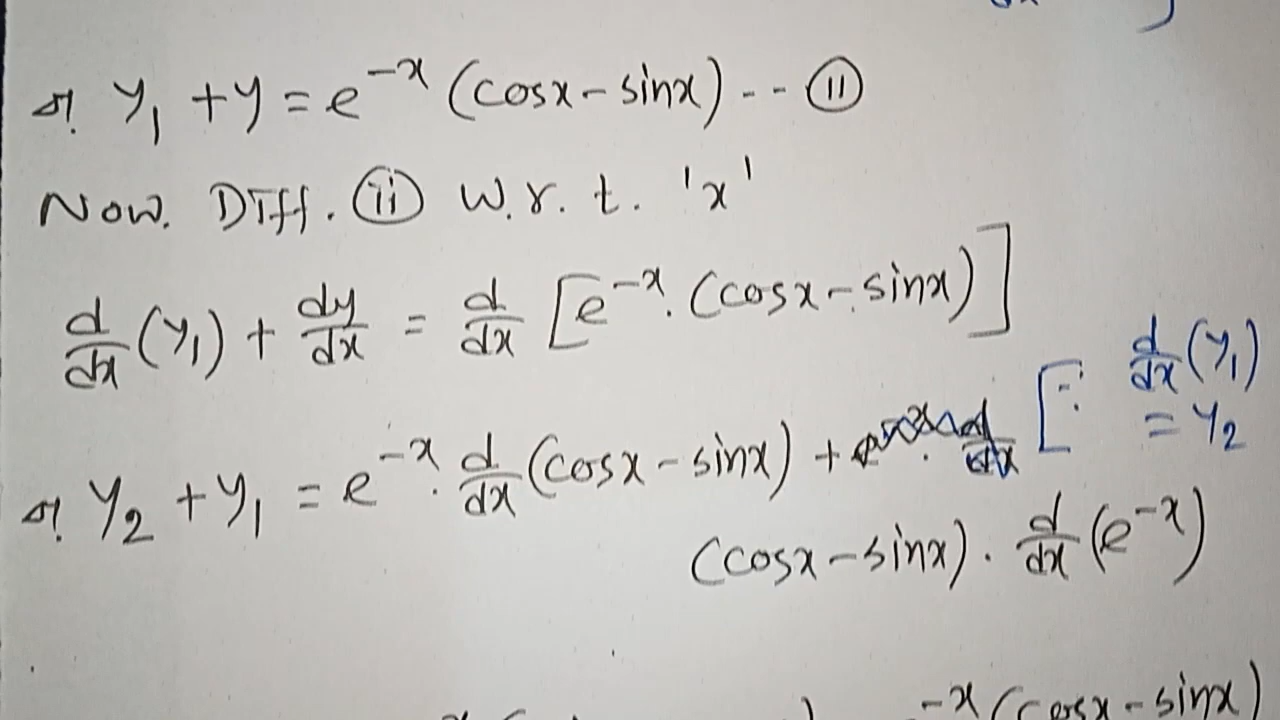 বা, y₁ + y = e^{-x} (cosx - sinx) -- (ii)
Now. Diff. (ii) w.r.t. 'x'
d/dx (y₁) + dy/dx = d/dx [e^{-x}. (cosx - sinx)]
বা, y₂ + y₁ = e^{-x}. d/dx (cosx - sinx) + [∵ d/dx (y₁) = y₂
(cosx - sinx). d/dx (e^{-x})
-x (cosx - sinx)